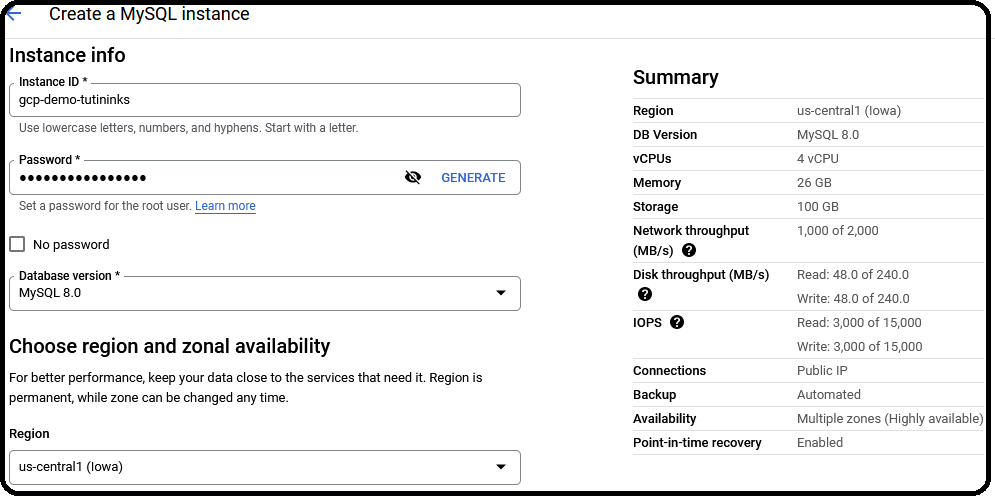 Create a MySQL instance
Instance info
Instance ID *
gcp-demo-tutininks
Use lowercase letters, numbers, and hyphens. Start with a letter.
Password *
••••••••••••••••
GENERATE
Set a password for the root user. Learn more
No password
Database version *
MySQL 8.0
Choose region and zonal availability
For better performance, keep your data close to the services that need it. Region is
permanent, while zone can be changed any time.
Region
us-central1 (Iowa)
Summary
Region us-central1 (Iowa)
DB Version MySQL 8.0
vCPUs 4 vCPU
Memory 26 GB
Storage 100 GB
Network throughput 1,000 of 2,000
(MB/s) ?
Disk throughput (MB/s) Read: 48.0 of 240.0
? Write: 48.0 of 240.0
IOPS ? Read: 3,000 of 15,000
Write: 3,000 of 15,000
Connections Public IP
Backup Automated
Availability Multiple zones (Highly available)
Point-in-time recovery Enabled